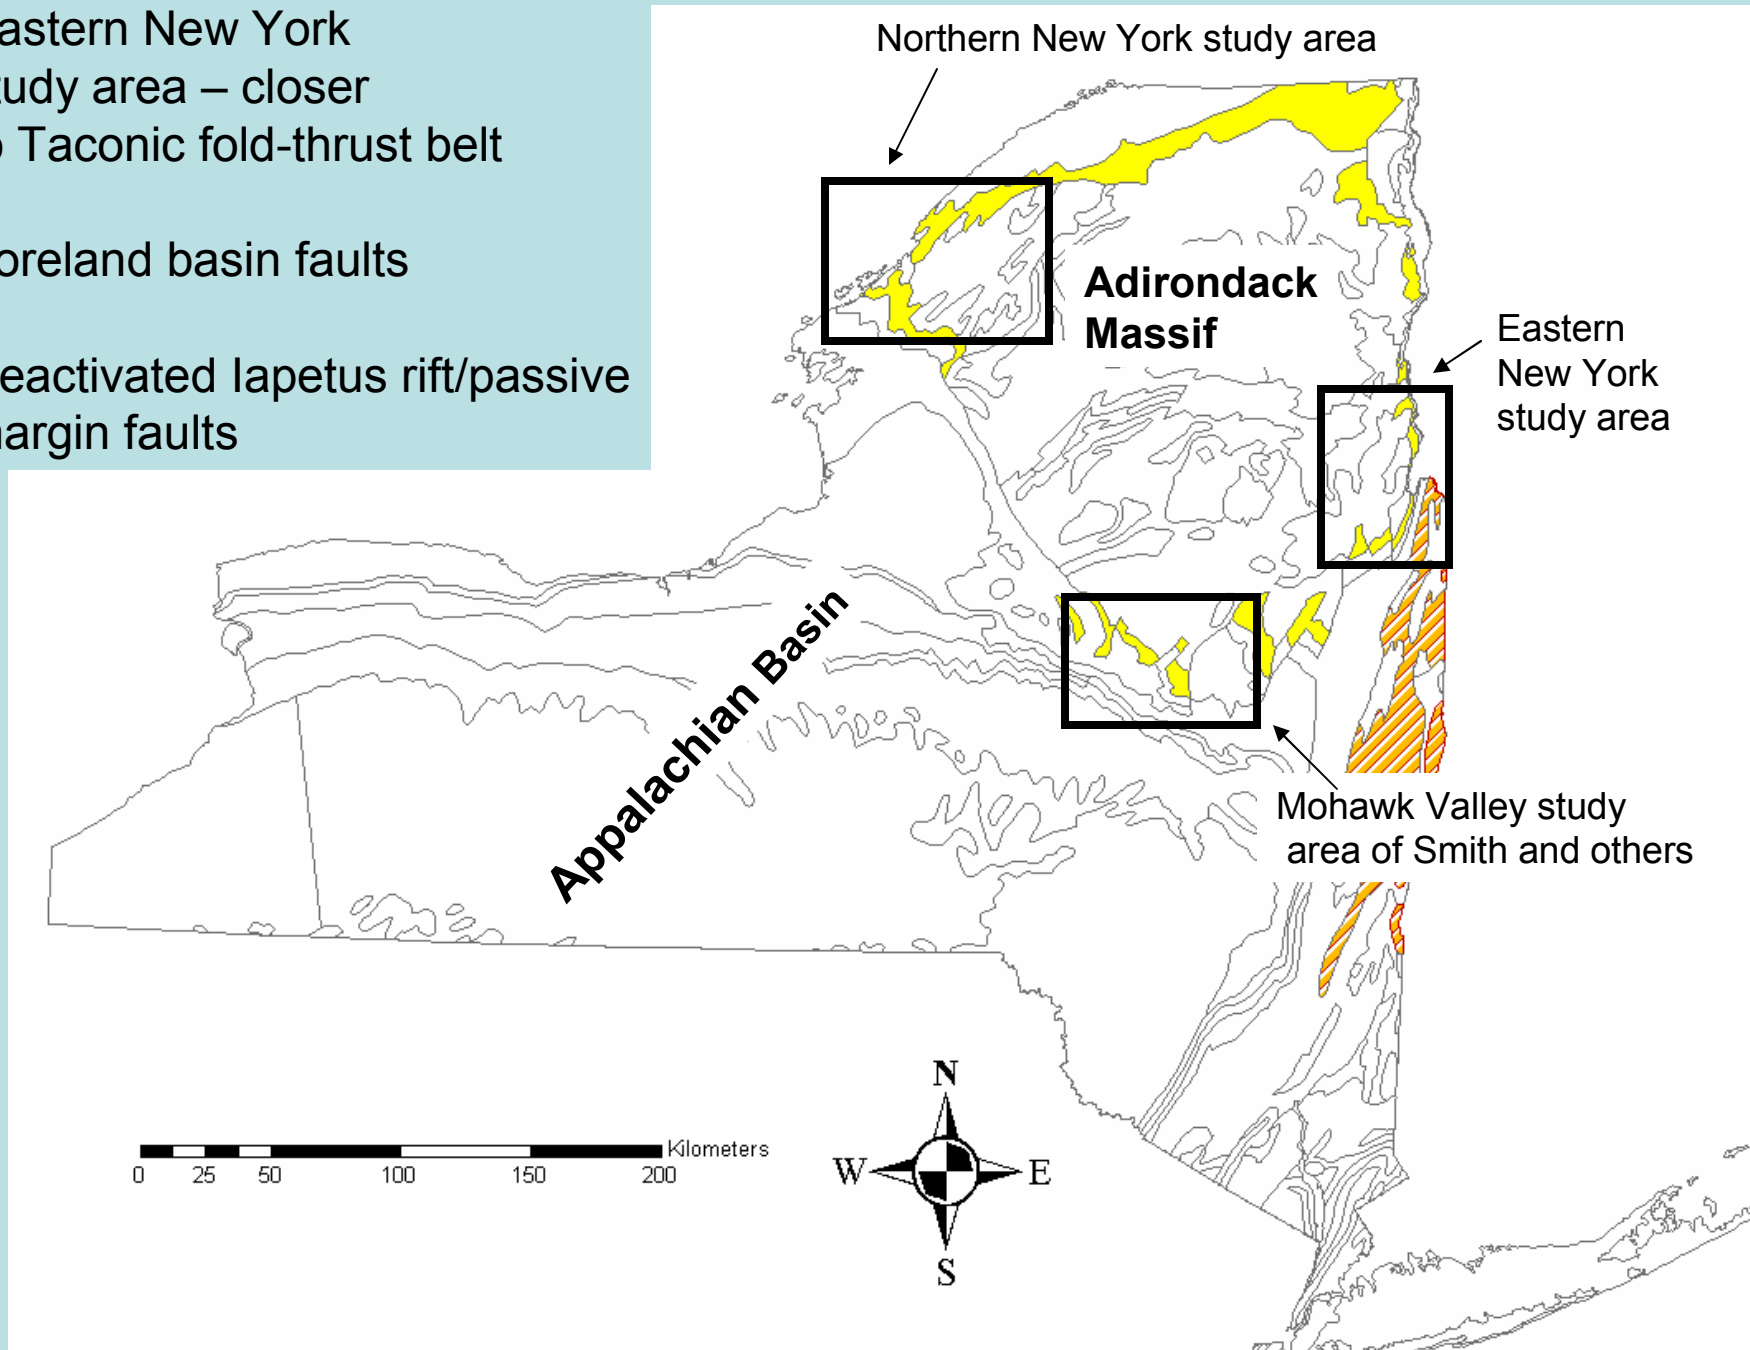 astern New York
tudy area – closer
o Taconic fold-thrust belt
oreland basin faults
eactivated Iapetus rift/passive
nargin faults
Northern New York study area
Adirondack
Massif
Eastern
New York
study area
Appalachian Basin
Mohawk Valley study
area of Smith and others
N
W E
S
Kilometers
0 25 50 100 150 200